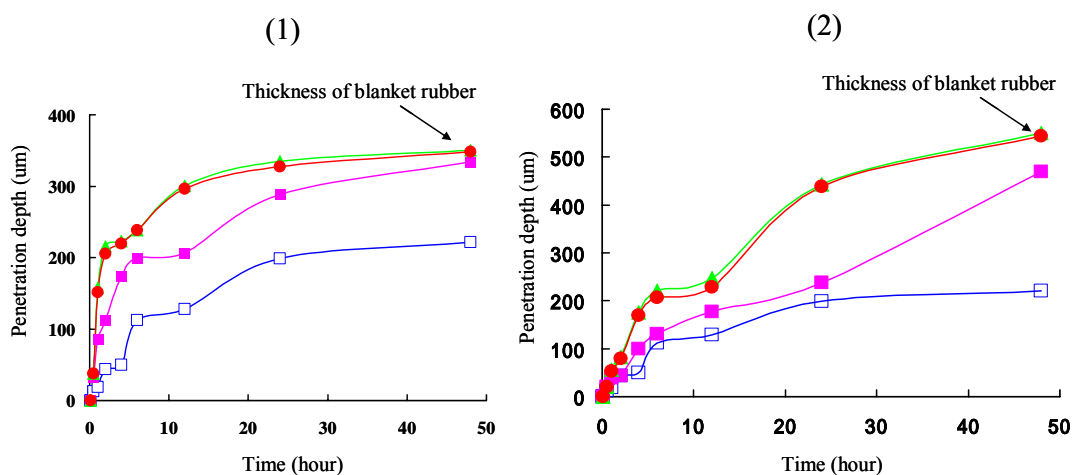 (1)
Thickness of blanket rubber
400
300
200
100
0
Penetration depth (um)
0 10 20 30 40 50
Time (hour)
(2)
Thickness of blanket rubber
600
500
400
300
200
100
0
Penetration depth (um)
0 10 20 30 40 50
Time (hour)